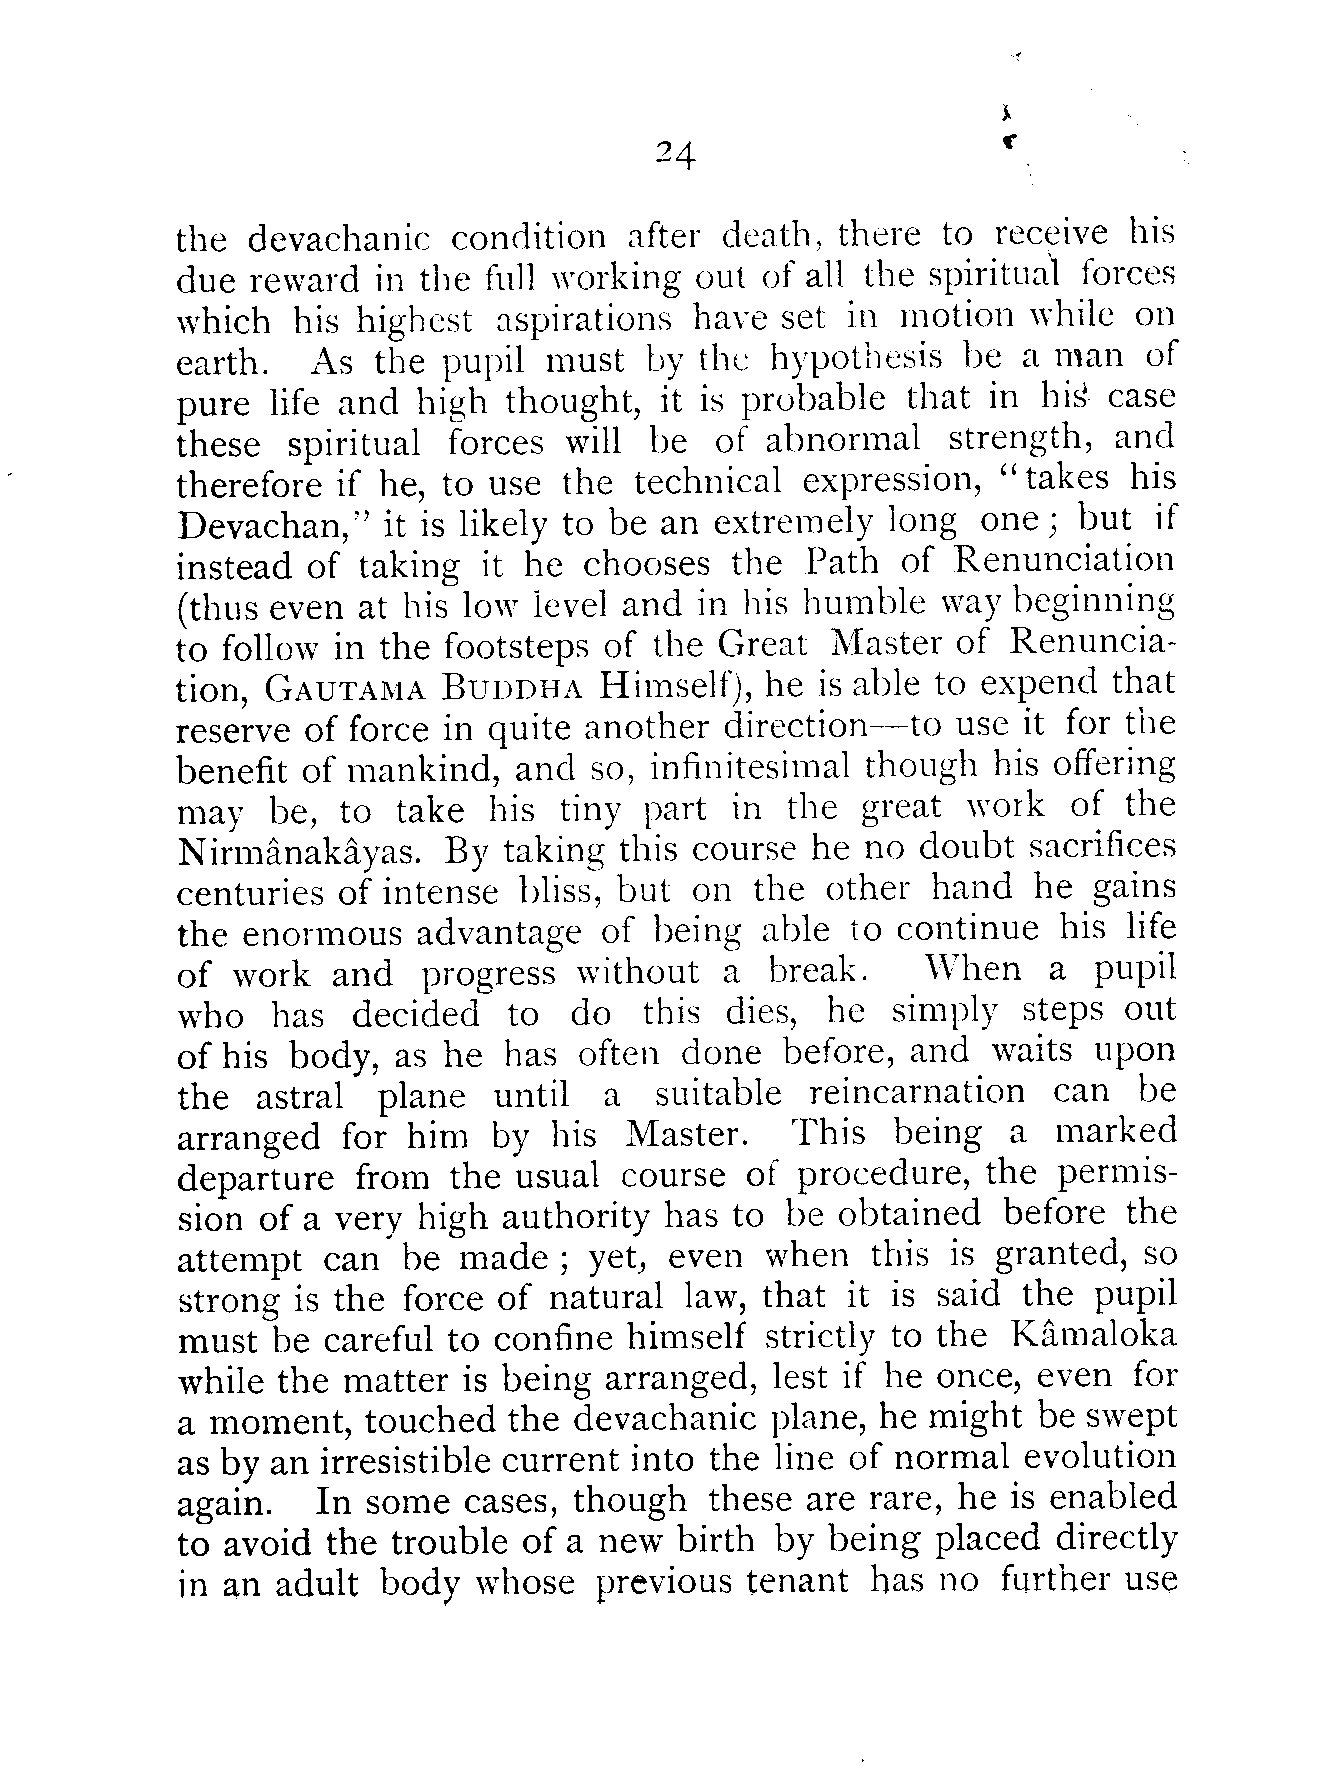 24
the devachanic condition after death, there to receive his
due reward in the full working out of all the spiritual forces
which his highest aspirations have set in motion while on
earth. As the pupil must by the hypothesis be a man of
pure life and high thought, it is probable that in his case
these spiritual forces will be of abnormal strength, and
therefore if he, to use the technical expression, “takes his
Devachan,” it is likely to be an extremely long one; but if
instead of taking it he chooses the Path of Renunciation
(thus even at his low level and in his humble way beginning
to follow in the footsteps of the Great Master of Renuncia-
tion, GAUTAMA BUDDHA Himself), he is able to expend that
reserve of force in quite another direction—to use it for the
benefit of mankind, and so, infinitesimal though his offering
may be, to take his tiny part in the great work of the
Nirmânakâyas. By taking this course he no doubt sacrifices
centuries of intense bliss, but on the other hand he gains
the enormous advantage of being able to continue his life
of work and progress without a break. When a pupil
who has decided to do this dies, he simply steps out
of his body, as he has often done before, and waits upon
the astral plane until a suitable reincarnation can be
arranged for him by his Master. This being a marked
departure from the usual course of procedure, the permis-
sion of a very high authority has to be obtained before the
attempt can be made; yet, even when this is granted, so
strong is the force of natural law, that it is said the pupil
must be careful to confine himself strictly to the Kâmaloka
while the matter is being arranged, lest if he once, even for
a moment, touched the devachanic plane, he might be swept
as by an irresistible current into the line of normal evolution
again. In some cases, though these are rare, he is enabled
to avoid the trouble of a new birth by being placed directly
in an adult body whose previous tenant has no further use